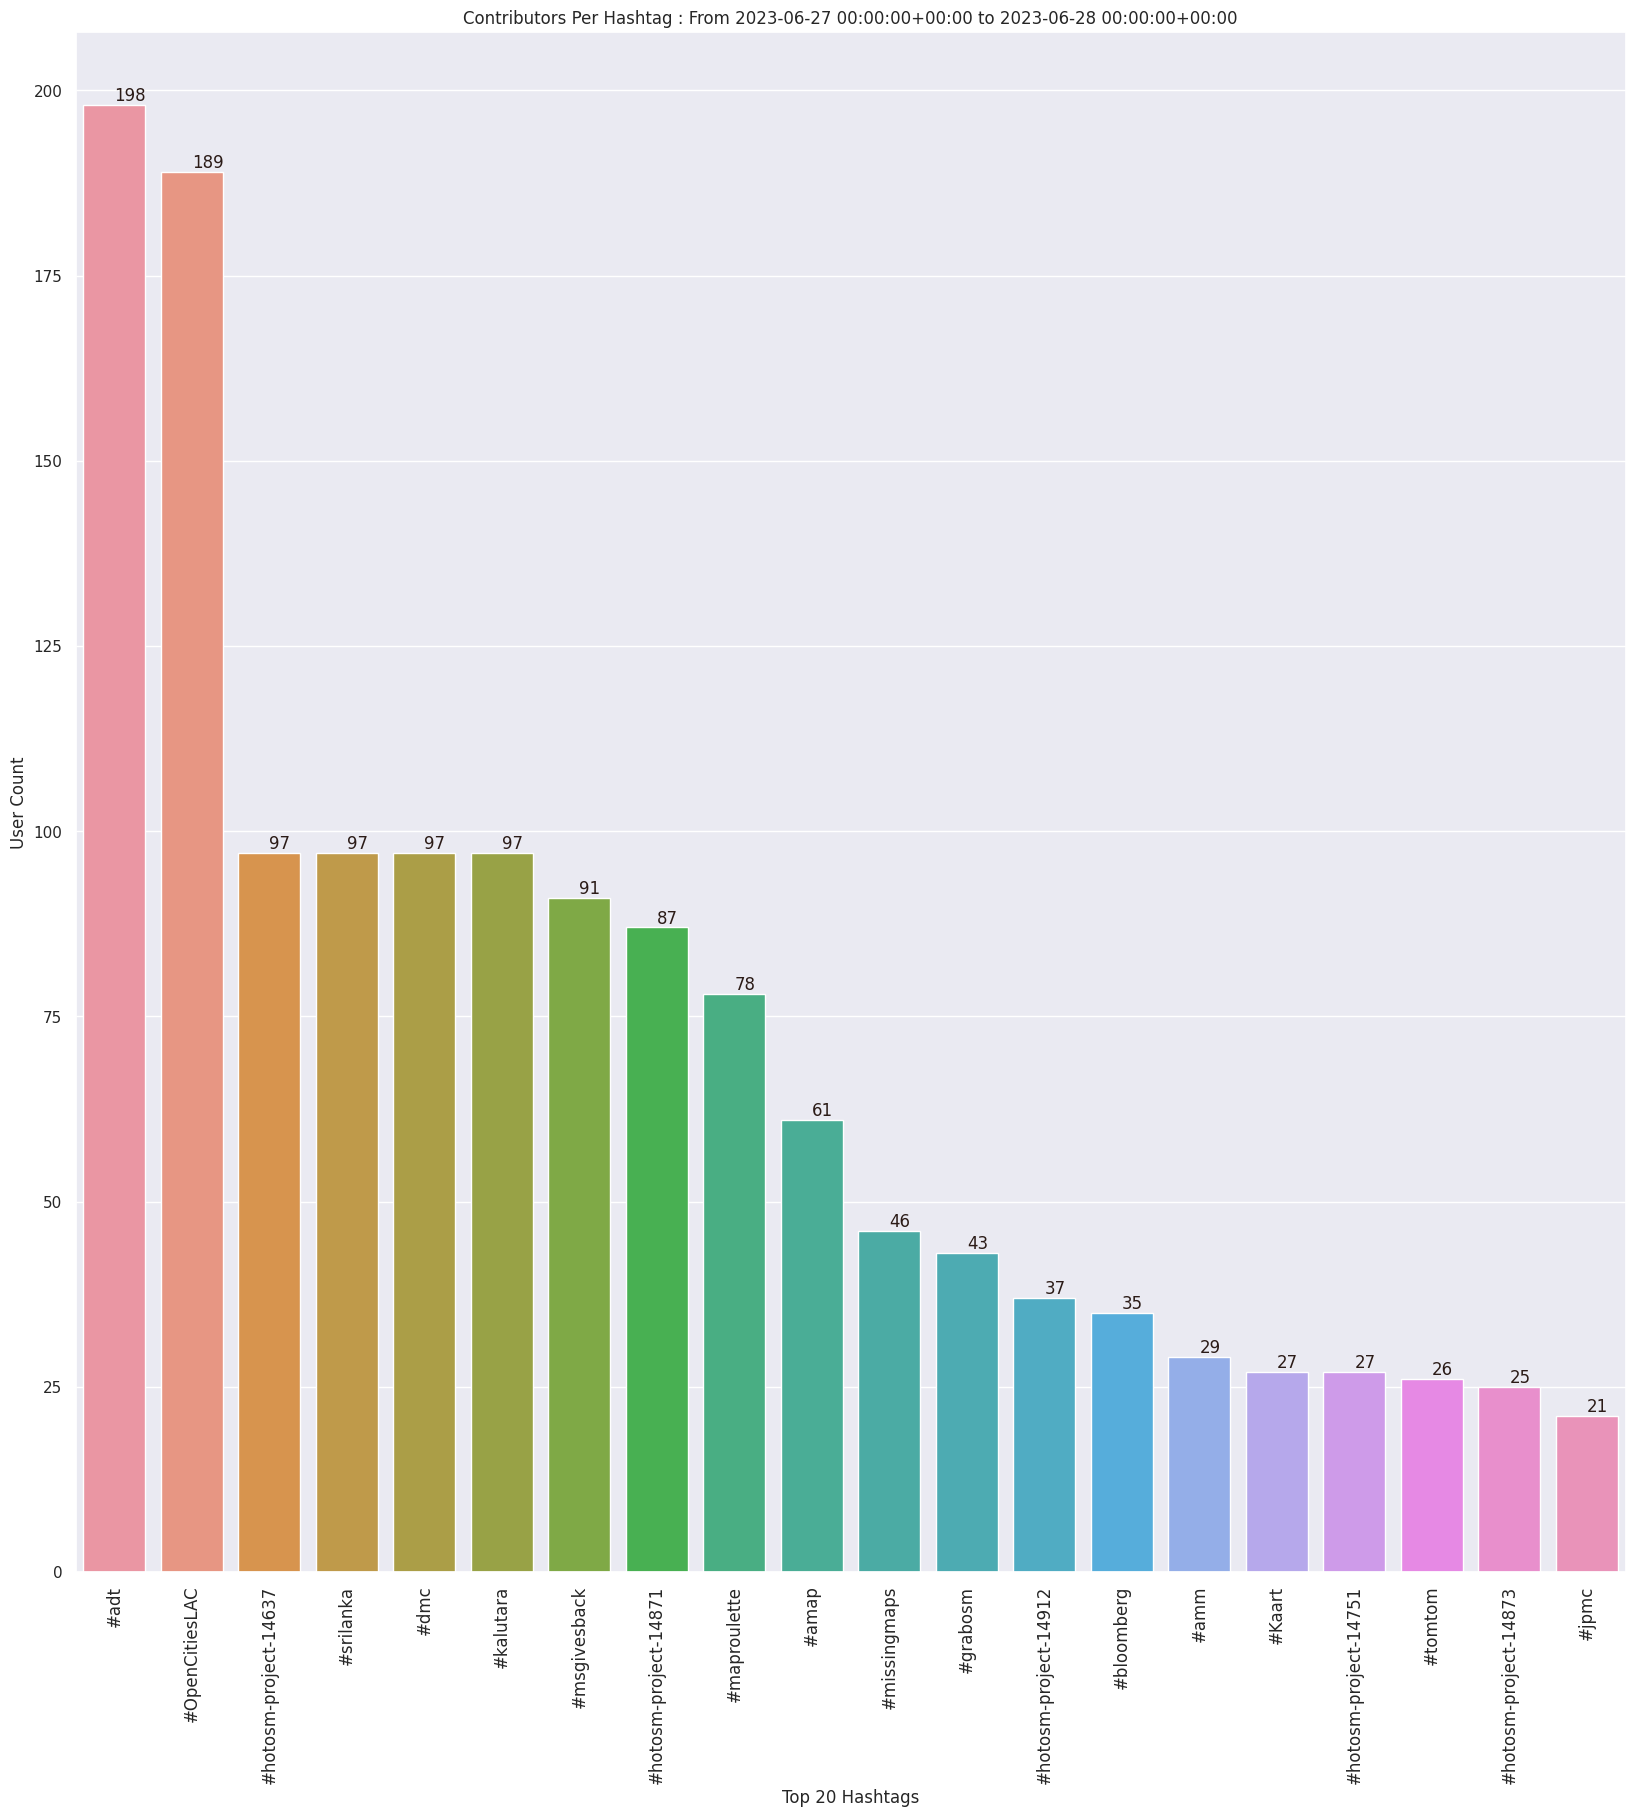 Contributors Per Hashtag : From 2023-06-27 00:00:00+00:00 to 2023-06-28 00:00:00+00:00
User Count
200
175
150
125
100
75
50
25
0
198
189
97
97
97
97
91
87
78
61
46
43
37
35
29
27
27
26
25
21
#adt
#OpenCitiesLAC
#hotosm-project-14637
#srilanka
#dmc
#kalutara
#msgivesback
#hotosm-project-14871
#maproulette
#amap
#missingmaps
#grabosm
#hotosm-project-14912
#bloomberg
#amm
#Kaart
#hotosm-project-14751
#tomtom
#hotosm-project-14873
#jpmc
Top 20 Hashtags